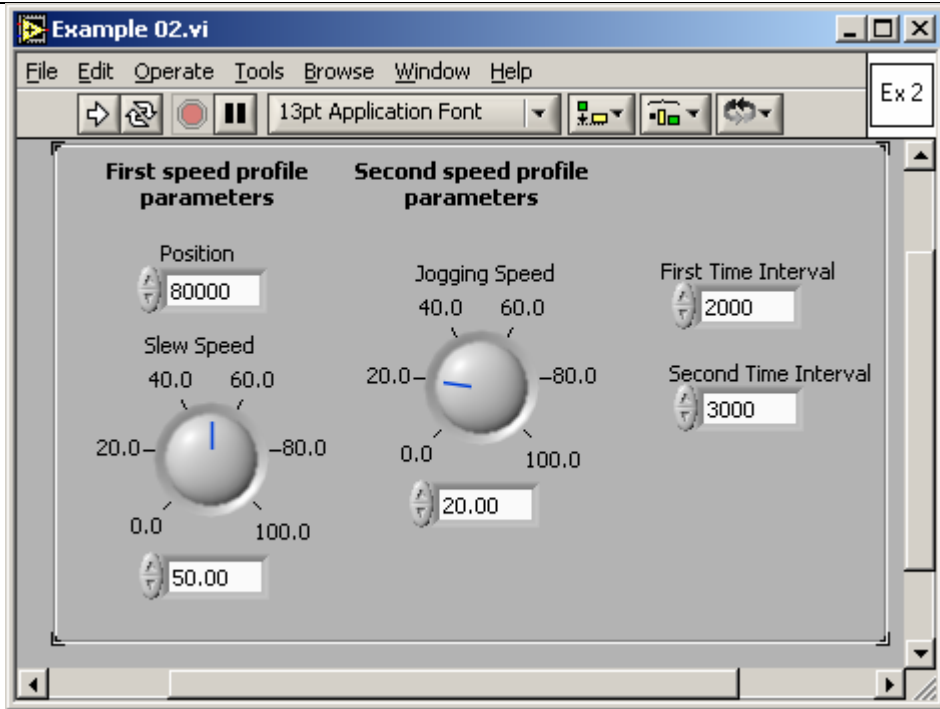 Example 02.vi
File Edit Operate Tools Browse Window Help
Ex 2
13pt Application Font
First speed profile
parameters
Second speed profile
parameters
Position
80000
Slew Speed
40.0 60.0
20.0 80.0
0.0 100.0
50.00
Jogging Speed
40.0 60.0
20.0 80.0
0.0 100.0
20.00
First Time Interval
2000
Second Time Interval
3000